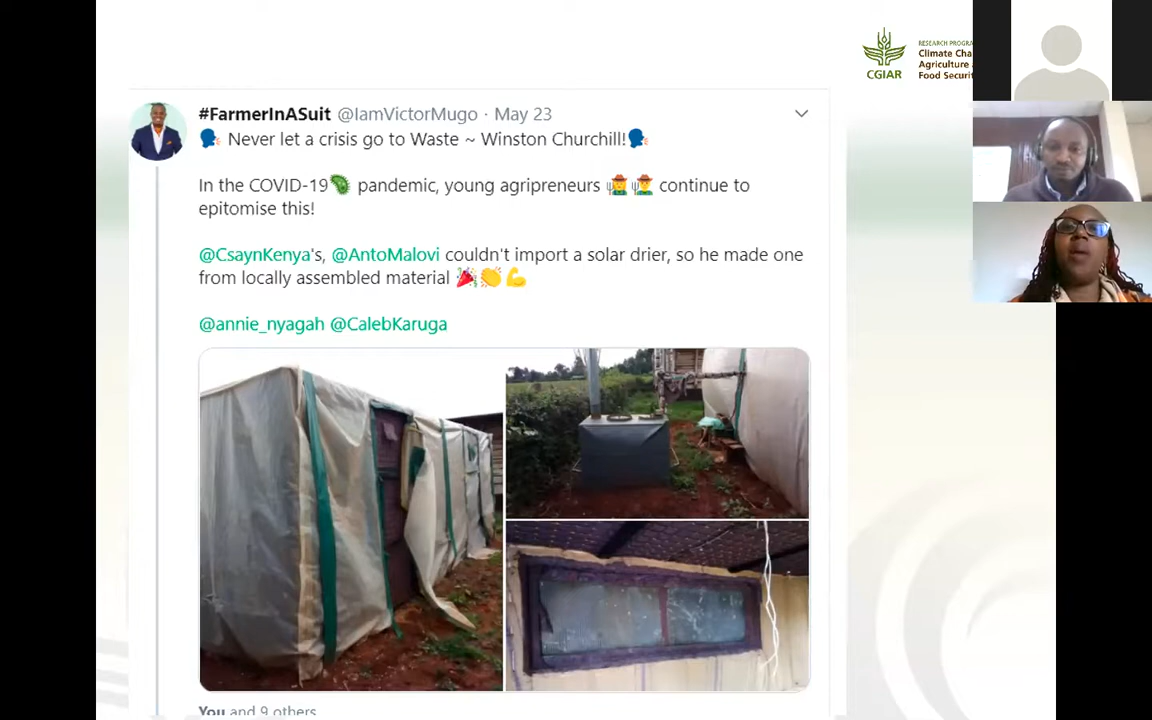 RESEARCH PROGRA
Climate Cha
Agriculture
Food Securit
CGIAR
#FarmerInASuit @IamVictorMugo · May 23
🗣 Never let a crisis go to Waste ~ Winston Churchill!🗣
In the COVID-19🦠 pandemic, young agripreneurs 👩‍🌾 👨‍🌾 continue to
epitomise this!
@CsaynKenya's, @AntoMalovi couldn't import a solar drier, so he made one
from locally assembled material 🎉👏💪
@annie_nyagah @CalebKaruga
You and 9 others